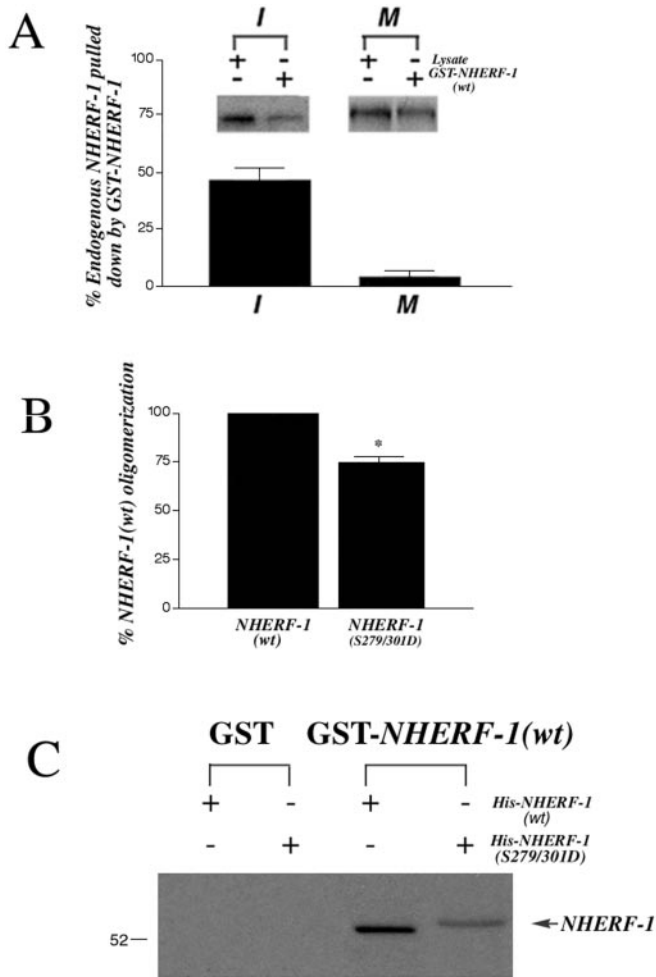 A
I M
+ - + - Lysate
- + - + GST-NHERF-1
(wt)
% Endogenous NHERF-1 pulled
down by GST-NHERF-1
100
75
50
25
0
I M
B
% NHERF-1(wt) oligomerization
100
75
50
25
0
*
NHERF-1 NHERF-1
(wt) (S279/301D)
C
GST GST-NHERF-1(wt)
+ - + - His-NHERF-1
(wt)
- + - + His-NHERF-1
(S279/301D)
52
NHERF-1